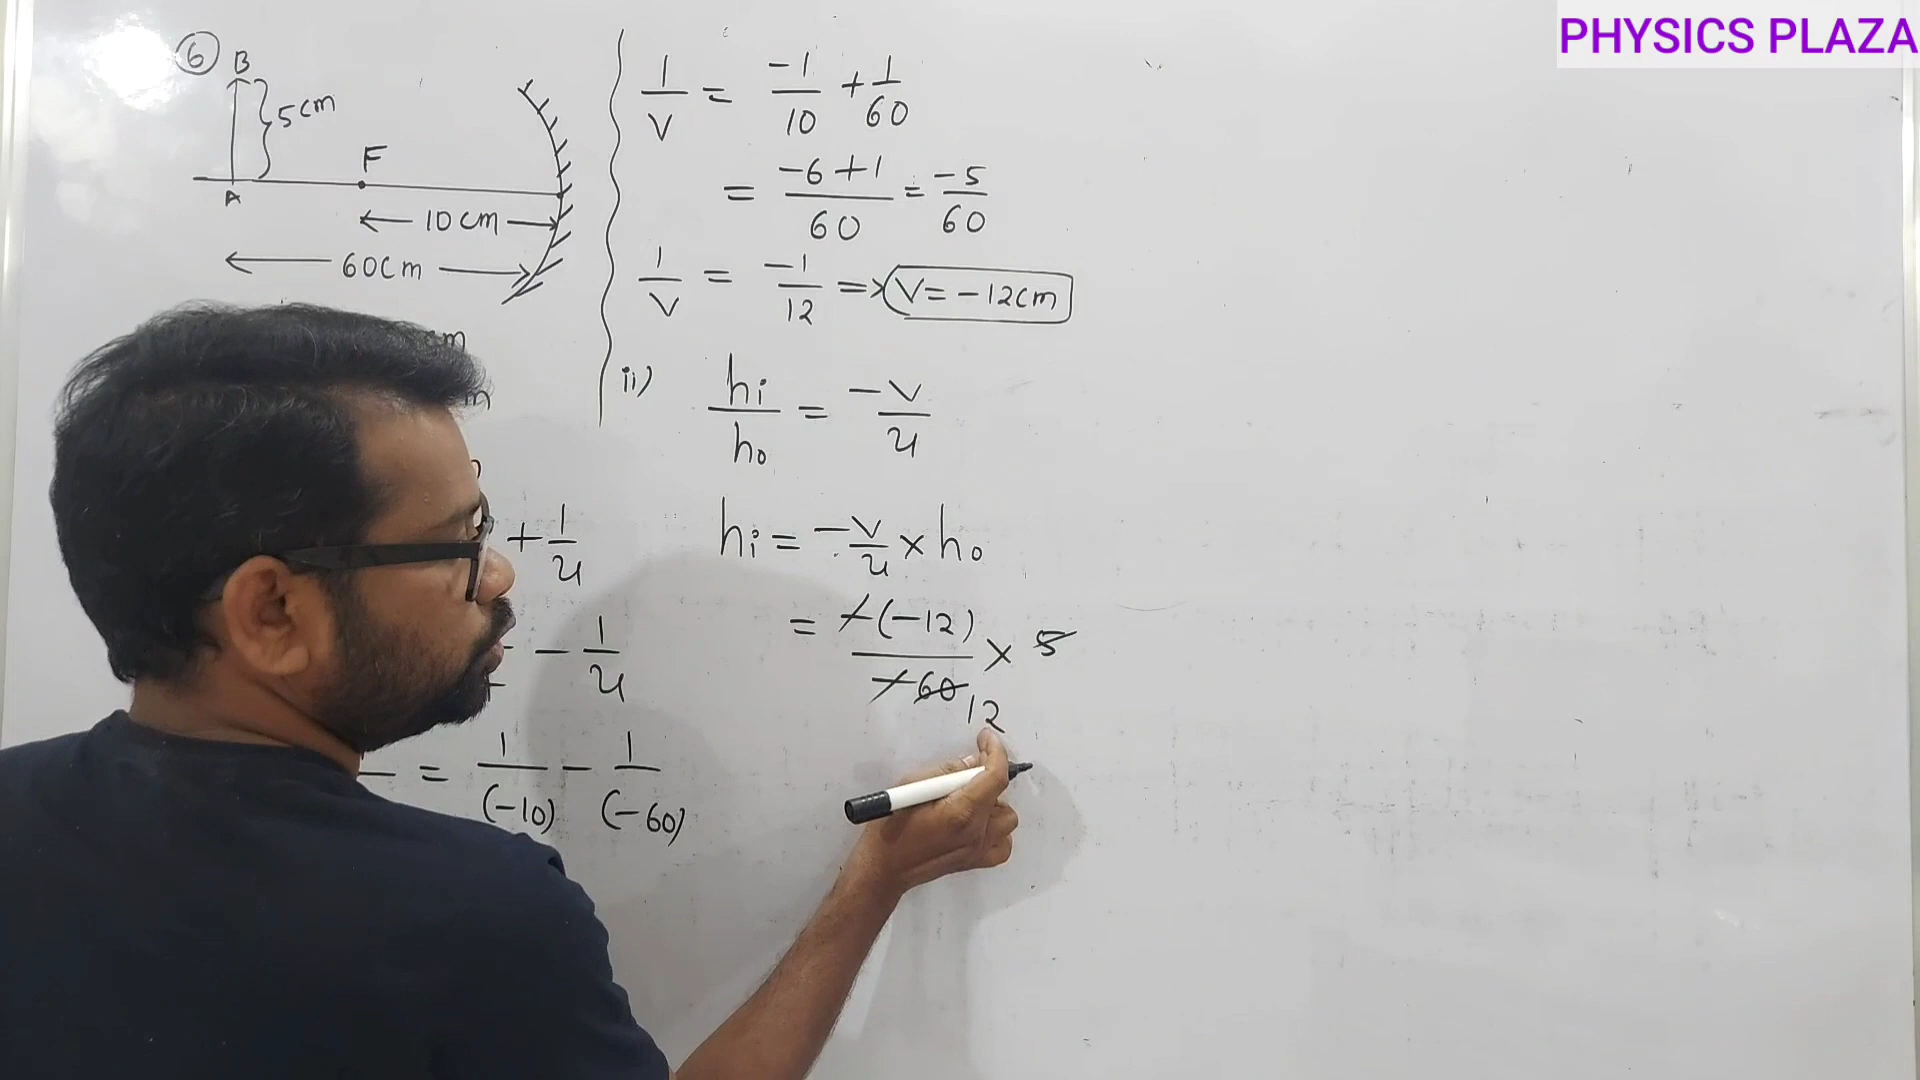 PHYSICS PLAZA
6
B
5cm
F
A
10cm
60cm
cm
m
+ 1/u
- 1/u
= 1/(-10) - 1/(-60)
1/v = -1/10 + 1/60
= -6+1/60 = -5/60
1/v = -1/12 => v = -12cm
ii) hi/ho = -v/u
hi = -v/u × ho
= -(-12)/-60 × 5
12